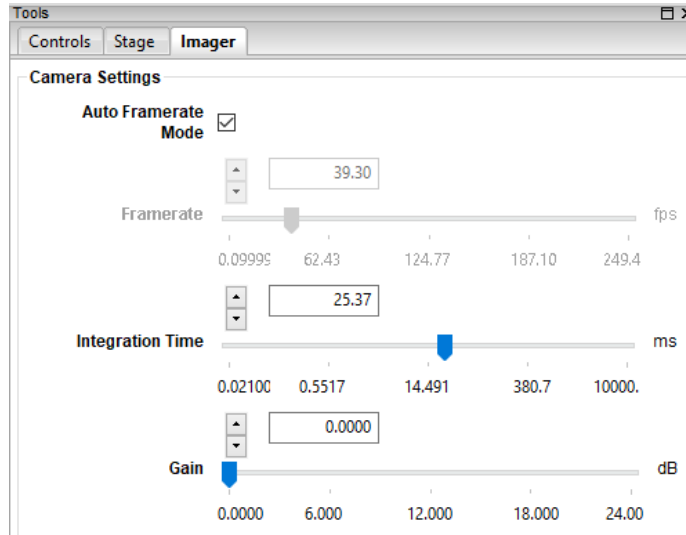 Tools
Controls Stage Imager
Camera Settings
Auto Framerate
Mode
39.30
Framerate fps
0.09999 62.43 124.77 187.10 249.4
25.37
Integration Time ms
0.02100 0.5517 14.491 380.7 10000.
0.0000
Gain dB
0.0000 6.000 12.000 18.000 24.00